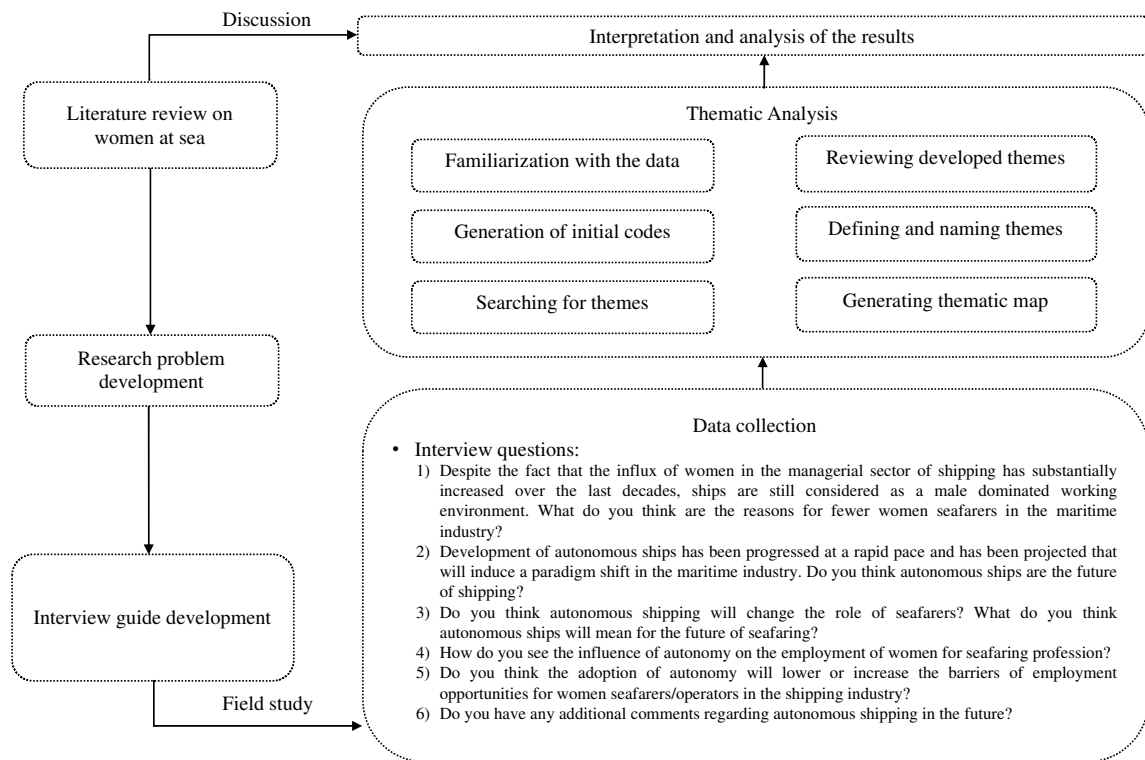 Discussion
Interpretation and analysis of the results
Literature review on
women at sea
Thematic Analysis
Familiarization with the data
Reviewing developed themes
Generation of initial codes
Defining and naming themes
Searching for themes
Generating thematic map
Research problem
development
Data collection
• Interview questions:
1) Despite the fact that the influx of women in the managerial sector of shipping has substantially
increased over the last decades, ships are still considered as a male dominated working
environment. What do you think are the reasons for fewer women seafarers in the maritime
industry?
2) Development of autonomous ships has been progressed at a rapid pace and has been projected that
will induce a paradigm shift in the maritime industry. Do you think autonomous ships are the future
of shipping?
3) Do you think autonomous shipping will change the role of seafarers? What do you think
autonomous ships will mean for the future of seafaring?
4) How do you see the influence of autonomy on the employment of women for seafaring profession?
5) Do you think the adoption of autonomy will lower or increase the barriers of employment
opportunities for women seafarers/operators in the shipping industry?
6) Do you have any additional comments regarding autonomous shipping in the future?
Interview guide development
Field study